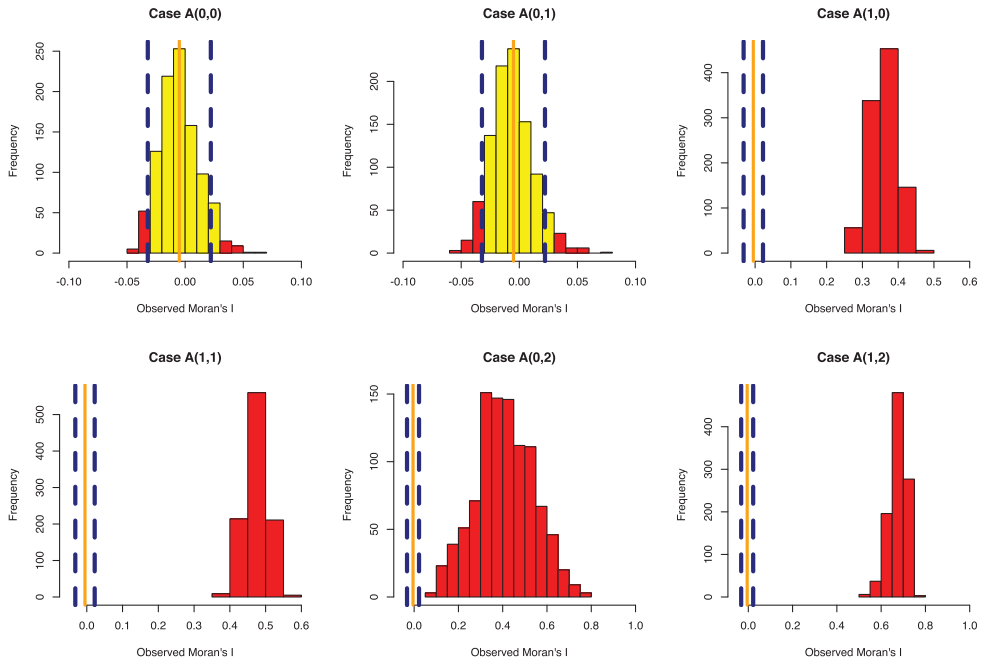 Case A(0,0)
Case A(0,1)
Case A(1,0)
Frequency
0 50 100 150 200 250
-0.10 -0.05 0.00 0.05 0.10
Observed Moran's I
Frequency
0 50 100 150 200
-0.10 -0.05 0.00 0.05 0.10
Observed Moran's I
Frequency
0 100 200 300 400
0.0 0.1 0.2 0.3 0.4 0.5 0.6
Observed Moran's I
Case A(1,1)
Case A(0,2)
Case A(1,2)
Frequency
0 100 200 300 400 500
0.0 0.1 0.2 0.3 0.4 0.5 0.6
Observed Moran's I
Frequency
0 50 100 150
0.0 0.2 0.4 0.6 0.8 1.0
Observed Moran's I
Frequency
0 100 200 300 400
0.0 0.2 0.4 0.6 0.8 1.0
Observed Moran's I